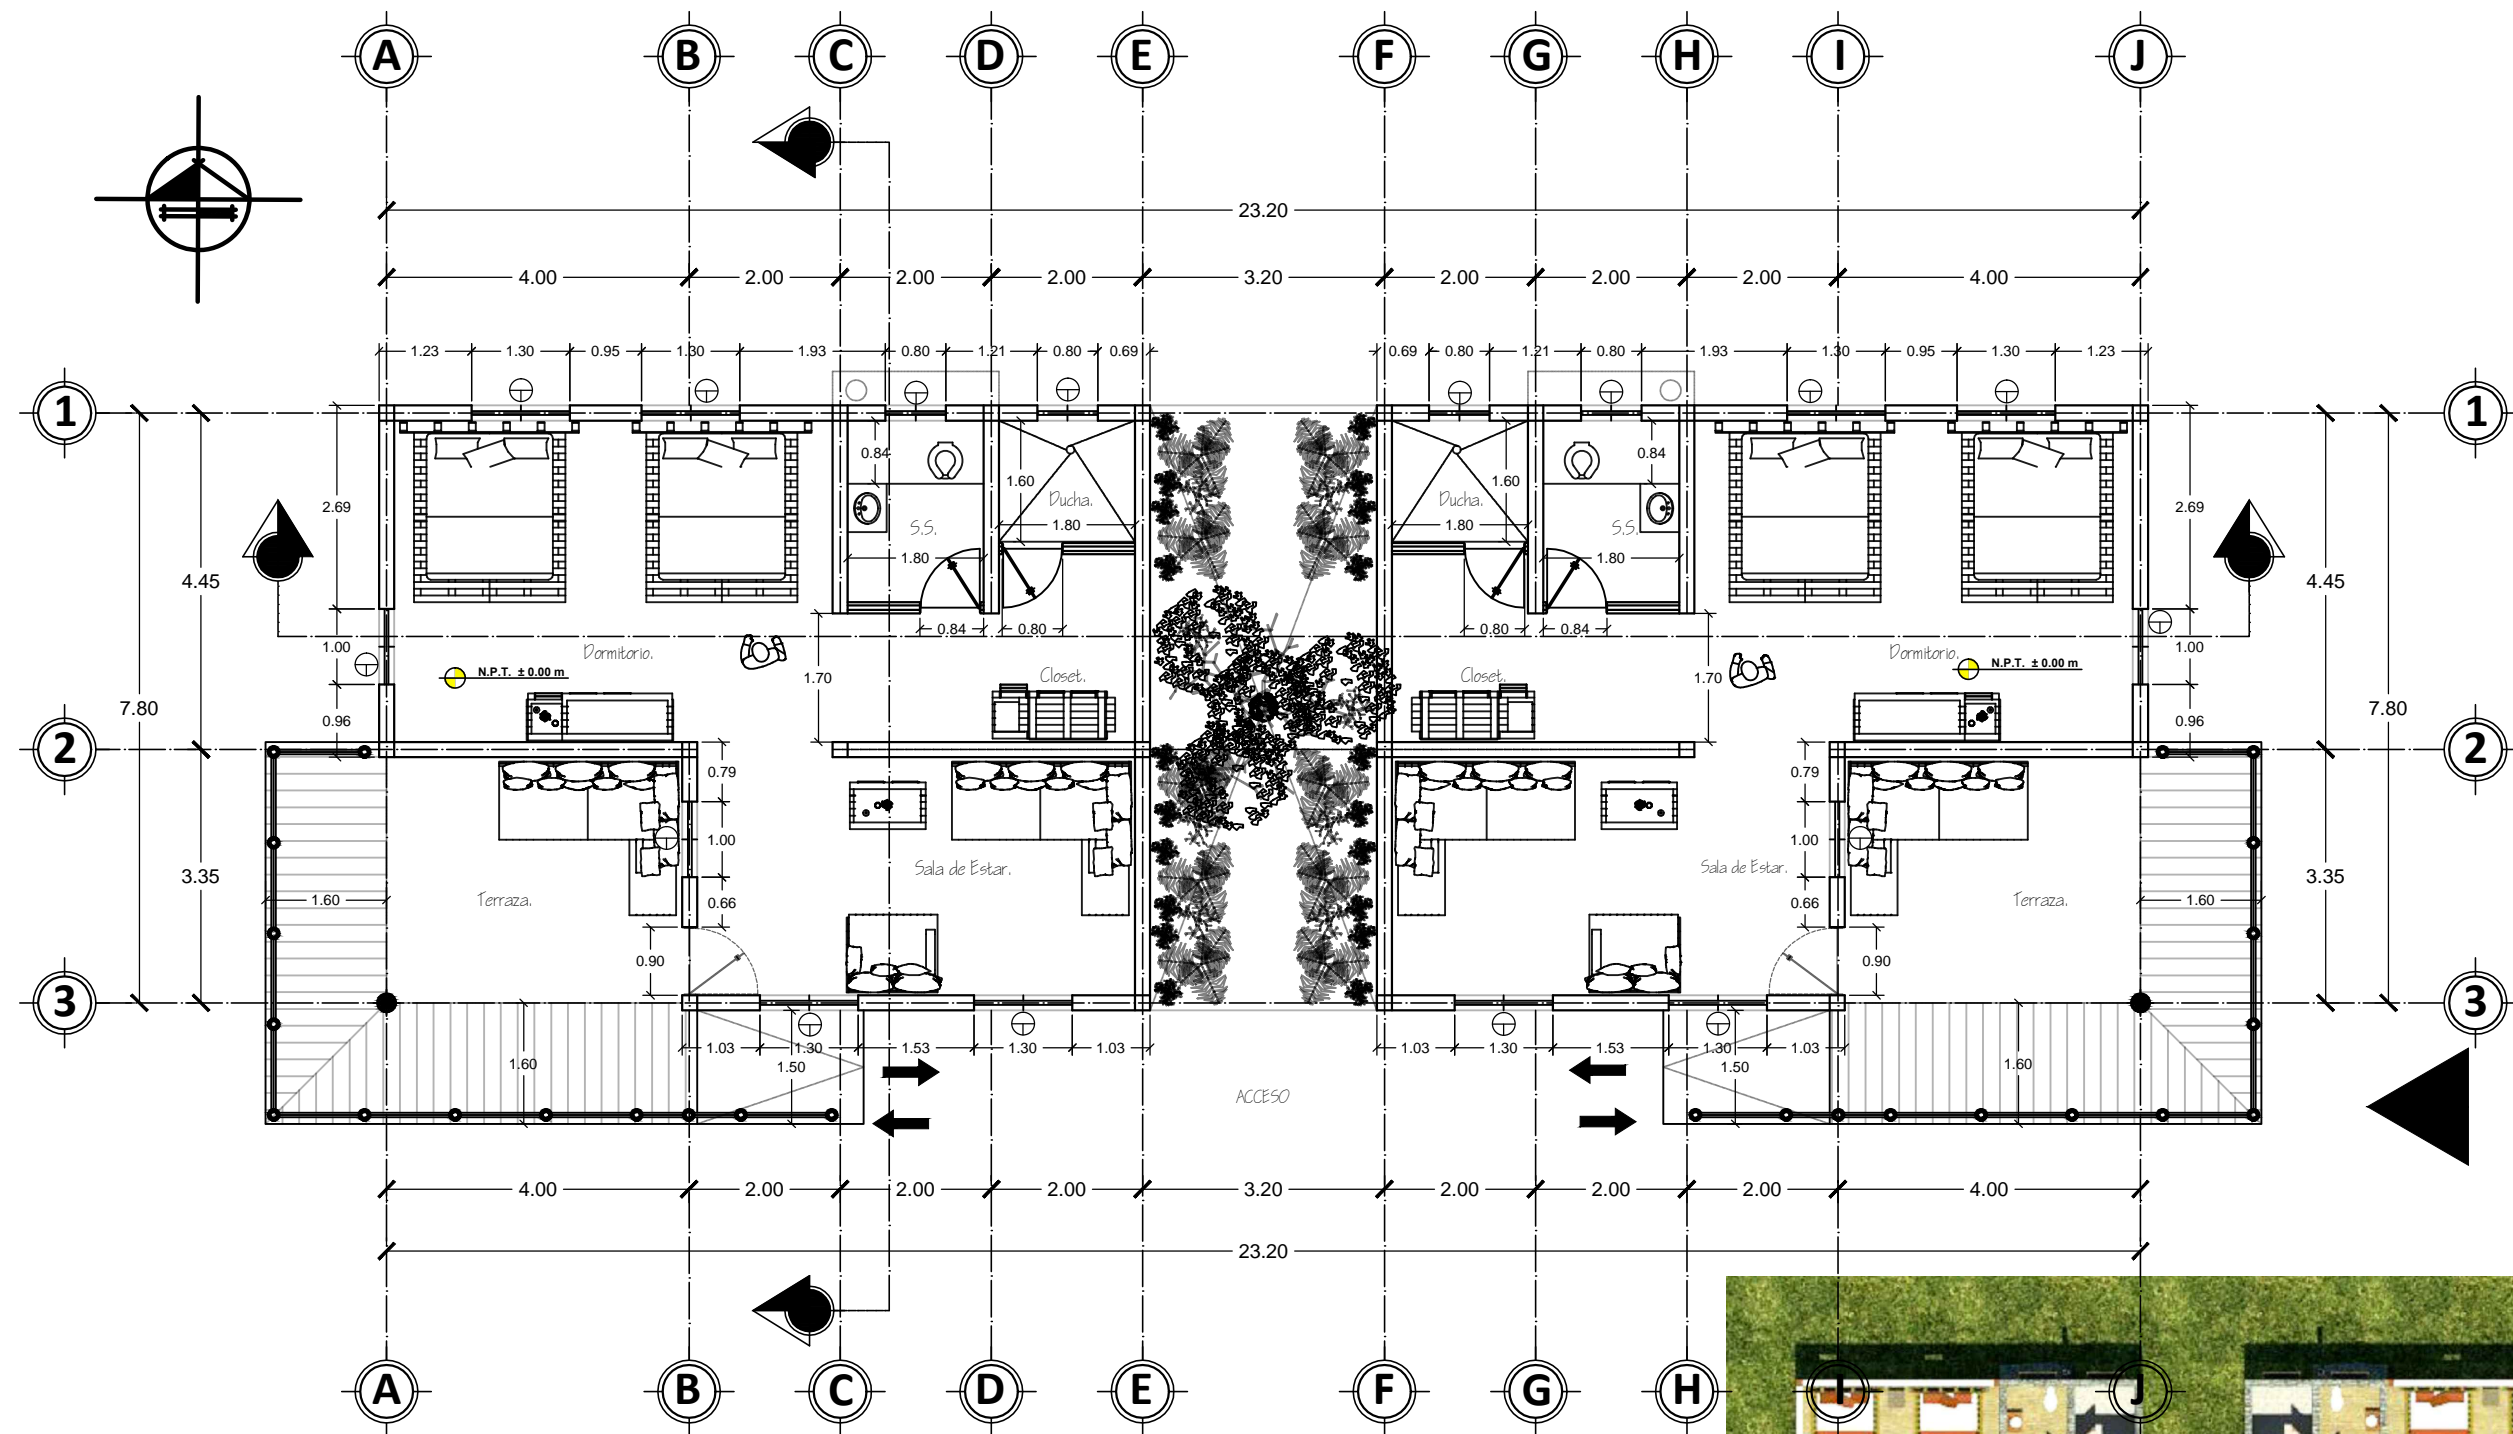 A B C D E F G H I J
23.20
4.00 2.00 2.00 2.00 3.20 2.00 2.00 2.00 4.00
1.23 1.30 0.95 1.30 1.93 0.80 1.21 0.80 0.69 0.69 0.80 1.21 0.80 1.93 1.30 0.95 1.30 1.23
1 1
0.84 0.84
1.60 Ducha. Ducha. 1.60
2.69 S.S. 1.80 1.80 S.S. 2.69
1.80 1.80
4.45 4.45
0.84 0.80 0.80 0.84
1.00 Dormitorio. Dormitorio. 1.00
N.P.T. ± 0.00 m 1.70 Closet. Closet. 1.70 N.P.T. ± 0.00 m
7.80 0.96 0.96 7.80
2 2
0.79 0.79
1.00 1.00
3.35 Sala de Estar. Sala de Estar. 3.35
1.60 Terraza. 0.66 0.66 Terraza. 1.60
0.90 0.90
3 3
1.03 1.30 1.53 1.30 1.03 1.03 1.30 1.53 1.30 1.03
1.60 1.50 1.50 1.60
ACCESO
4.00 2.00 2.00 2.00 3.20 2.00 2.00 2.00 4.00
23.20
A B C D E F G H I J